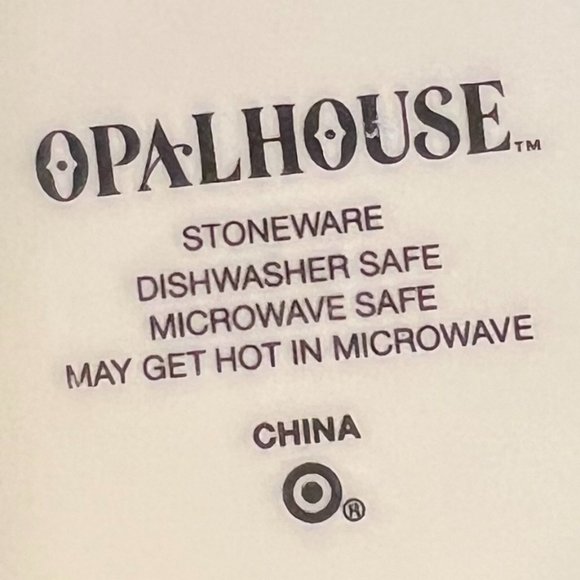 OPALHOUSE™
STONEWARE
DISHWASHER SAFE
MICROWAVE SAFE
MAY GET HOT IN MICROWAVE
CHINA
®